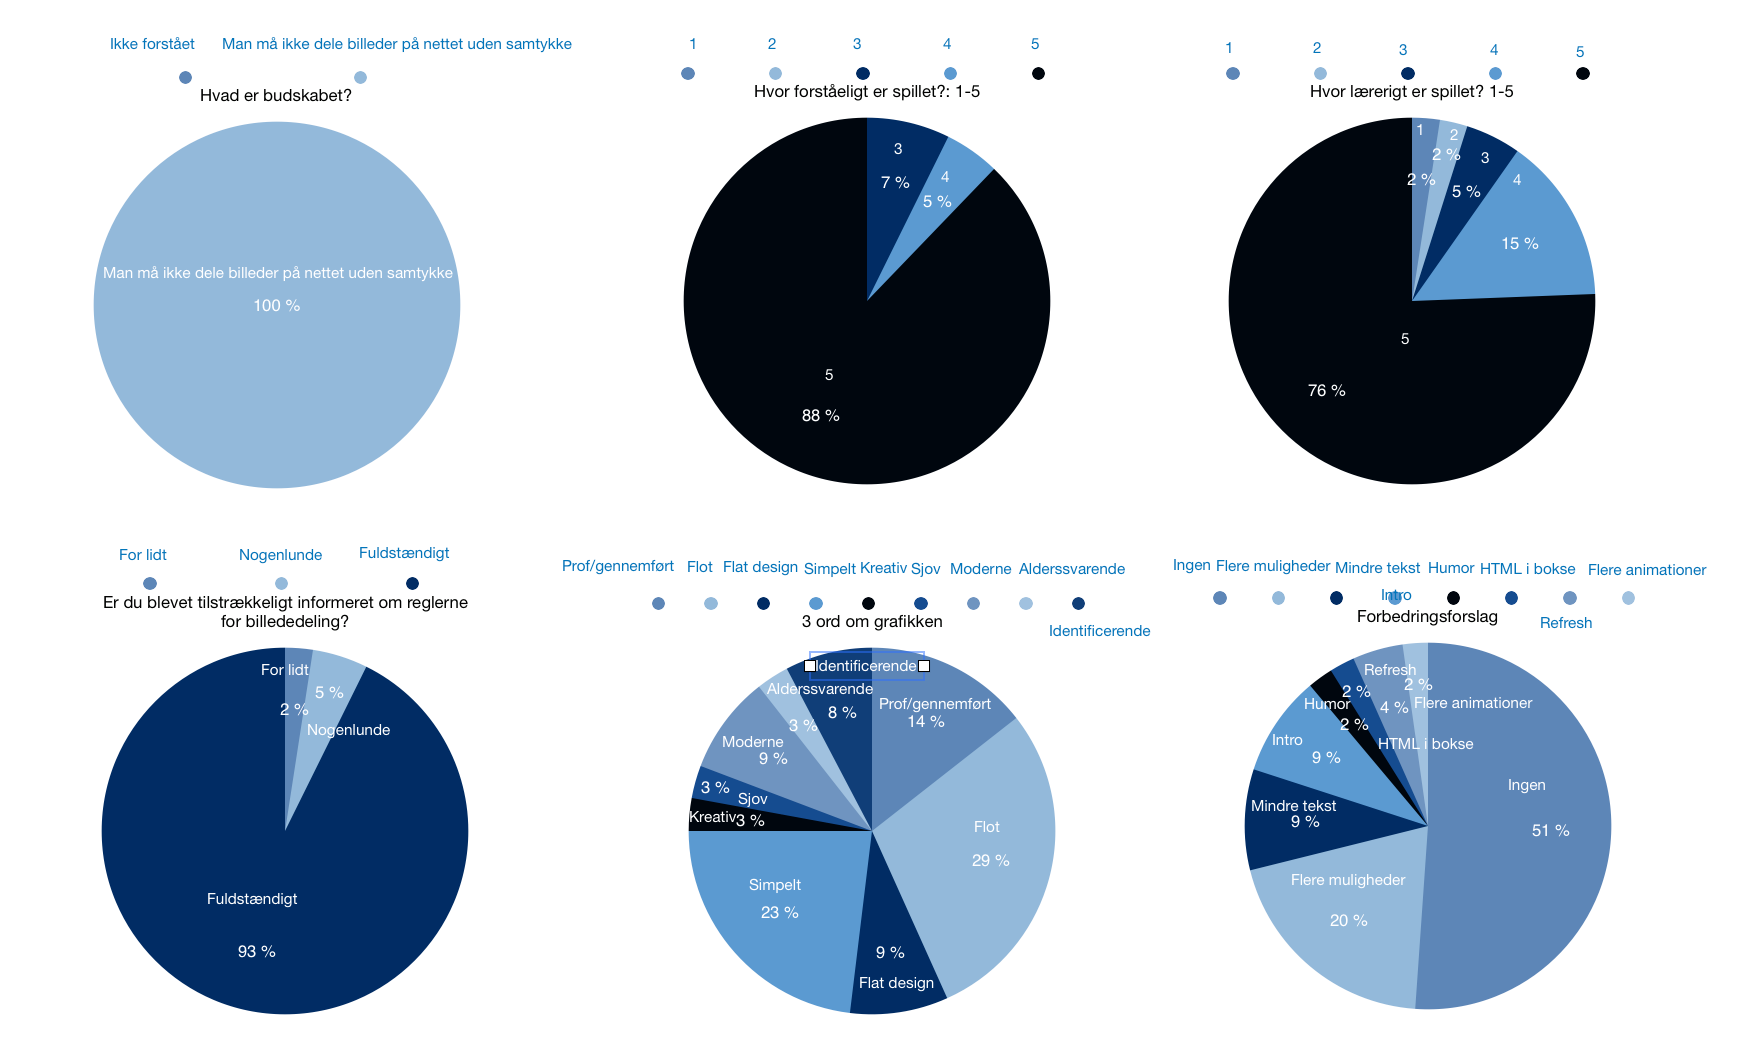 Ikke forstået
Man må ikke dele billeder på nettet uden samtykke
Hvad er budskabet?
Man må ikke dele billeder på nettet uden samtykke
100 %
1 2 3 4 5
Hvor forståeligt er spillet?: 1-5
3
7 %
4
5 %
5
88 %
1 2 3 4 5
Hvor lærerigt er spillet? 1-5
1
2 %
2
2 %
3
5 %
4
15 %
5
76 %
For lidt Nogenlunde Fuldstændigt
Er du blevet tilstrækkeligt informeret om reglerne
for billededeling?
For lidt
2 %
5 %
Nogenlunde
Fuldstændigt
93 %
Prof/gennemført Flot Flat design Simpelt Kreativ Sjov Moderne Alderssvarende
Identificerende
3 ord om grafikken
Identificerende
8 %
Prof/gennemført
14 %
Alderssvarende
3 %
Moderne
9 %
3 %
Sjov
Kreativ
3 %
Flot
29 %
Simpelt
23 %
9 %
Flat design
Ingen Flere muligheder Mindre tekst Humor HTML i bokse Flere animationer
Intro
Refresh
Forbedringsforslag
Refresh
4 %
2 %
Flere animationer
2 %
HTML i bokse
Humor
2 %
Intro
9 %
Mindre tekst
9 %
Ingen
51 %
Flere muligheder
20 %